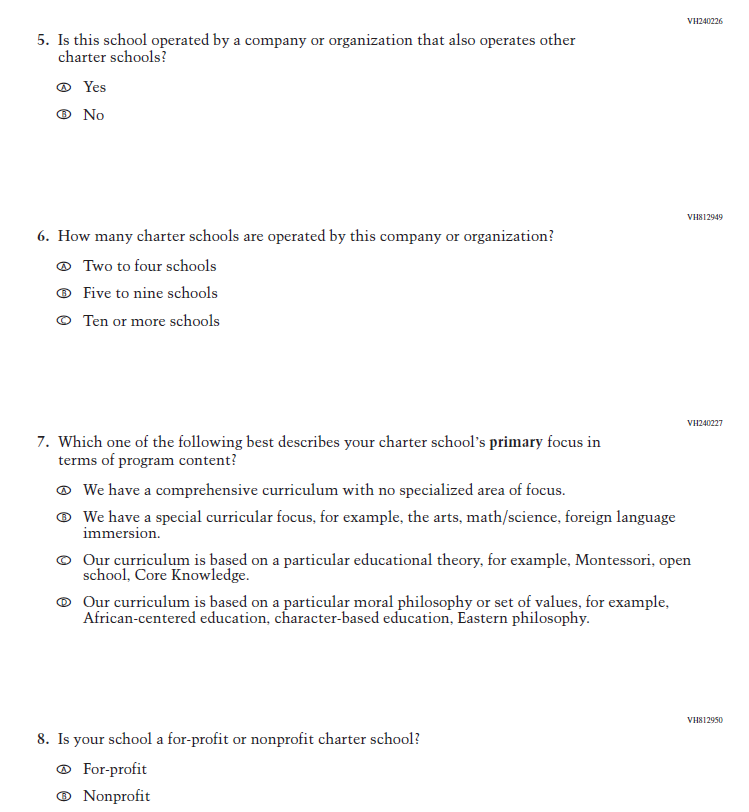 VH240226
5. Is this school operated by a company or organization that also operates other
charter schools?
Ⓐ Yes
Ⓑ No
VH812949
6. How many charter schools are operated by this company or organization?
Ⓐ Two to four schools
Ⓑ Five to nine schools
Ⓒ Ten or more schools
VH240227
7. Which one of the following best describes your charter school's primary focus in
terms of program content?
Ⓐ We have a comprehensive curriculum with no specialized area of focus.
Ⓑ We have a special curricular focus, for example, the arts, math/science, foreign language
immersion.
Ⓒ Our curriculum is based on a particular educational theory, for example, Montessori, open
school, Core Knowledge.
Ⓓ Our curriculum is based on a particular moral philosophy or set of values, for example,
African-centered education, character-based education, Eastern philosophy.
VH812950
8. Is your school a for-profit or nonprofit charter school?
Ⓐ For-profit
Ⓑ Nonprofit